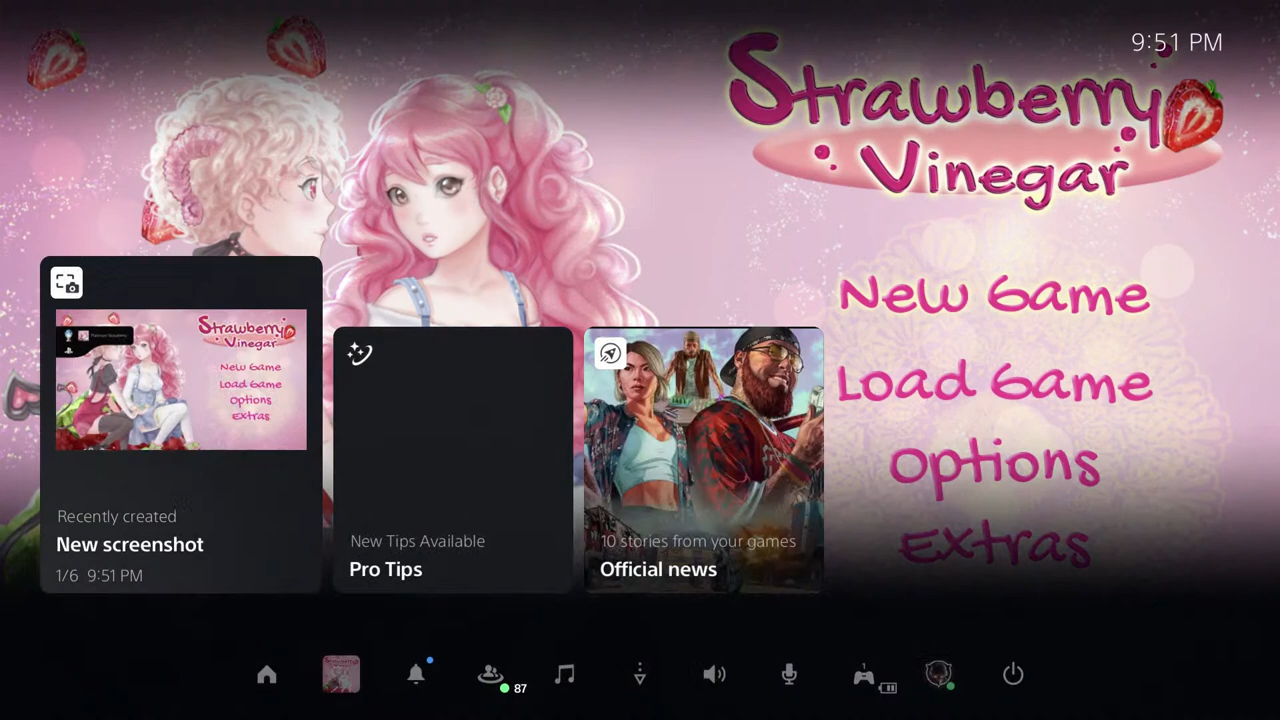 9:51 PM
Strawberry
Vinegar
New Game
Load Game
Options
Extras
Strawberry
Vinegar
New Game
Load Game
Options
Extras
Recently created
New screenshot
1/6 9:51 PM
New Tips Available
Pro Tips
10 stories from your games
Official news
87
1